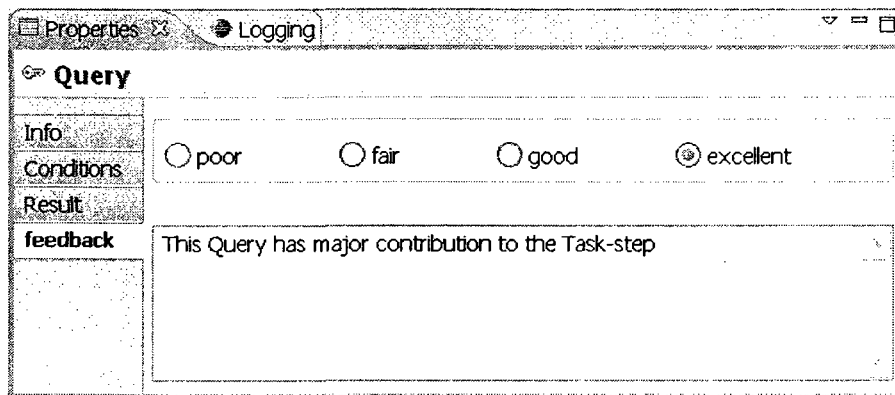 Properties Logging
Query
Info
poor fair good excellent
Conditions
Result
feedback
This Query has major contribution to the Task-step